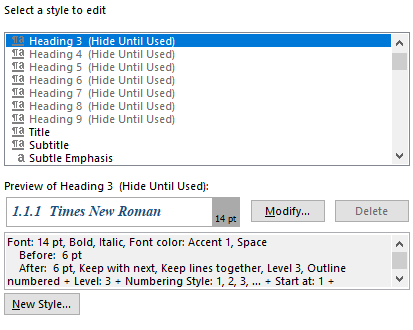 Select a style to edit
¶a Heading 3 (Hide Until Used)
¶a Heading 4 (Hide Until Used)
¶a Heading 5 (Hide Until Used)
¶a Heading 6 (Hide Until Used)
¶a Heading 7 (Hide Until Used)
¶a Heading 8 (Hide Until Used)
¶a Heading 9 (Hide Until Used)
¶a Title
¶a Subtitle
a Subtle Emphasis
Preview of Heading 3 (Hide Until Used):
1.1.1 Times New Roman 14 pt Modify... Delete
Font: 14 pt, Bold, Italic, Font color: Accent 1, Space
Before: 6 pt
After: 6 pt, Keep with next, Keep lines together, Level 3, Outline
numbered + Level: 3 + Numbering Style: 1, 2, 3, ... + Start at: 1 +
New Style...